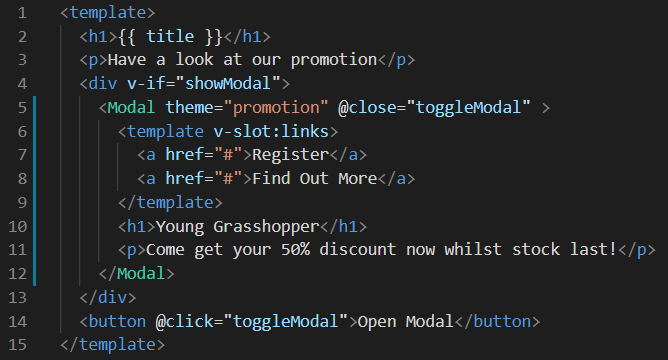 1 <template>
2 <h1>{{ title }}</h1>
3 <p>Have a look at our promotion</p>
4 <div v-if="showModal">
5 <Modal theme="promotion" @close="toggleModal" >
6 <template v-slot:links>
7 <a href="#">Register</a>
8 <a href="#">Find Out More</a>
9 </template>
10 <h1>Young Grasshopper</h1>
11 <p>Come get your 50% discount now whilst stock last!</p>
12 </Modal>
13 </div>
14 <button @click="toggleModal">Open Modal</button>
15 </template>